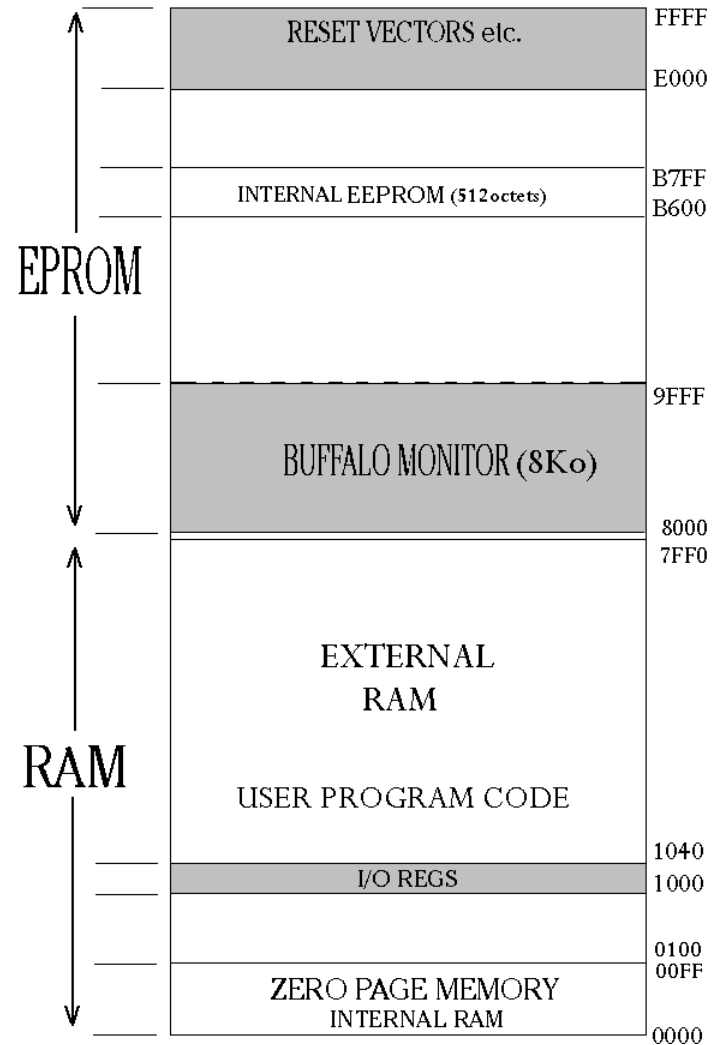 RESET VECTORS etc.
FFFF
E000
B7FF
INTERNAL EEPROM (512octets)
B600
EPROM
9FFF
BUFFALO MONITOR (8Ko)
8000
7FF0
EXTERNAL
RAM
RAM
USER PROGRAM CODE
1040
I/O REGS
1000
0100
00FF
ZERO PAGE MEMORY
INTERNAL RAM
0000